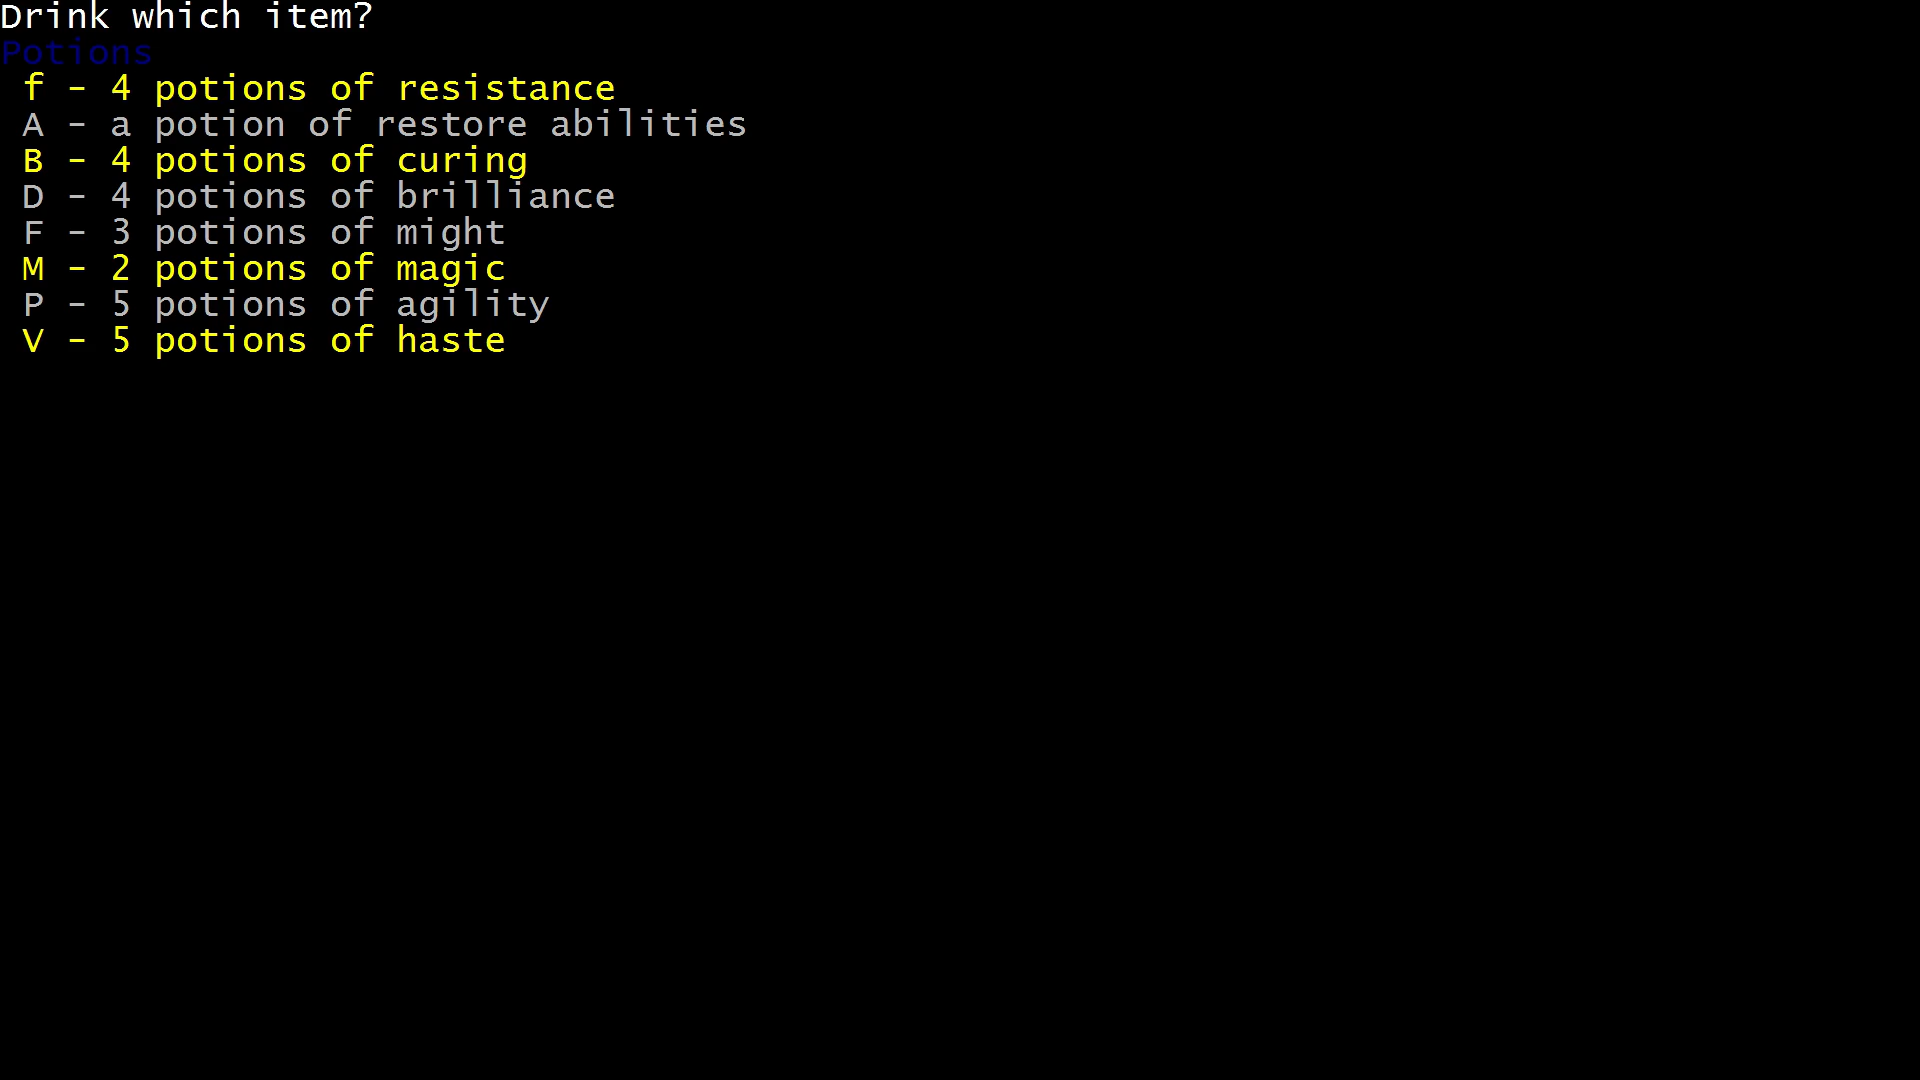 Drink which item?
Potions
f - 4 potions of resistance
A - a potion of restore abilities
B - 4 potions of curing
D - 4 potions of brilliance
F - 3 potions of might
M - 2 potions of magic
P - 5 potions of agility
V - 5 potions of haste